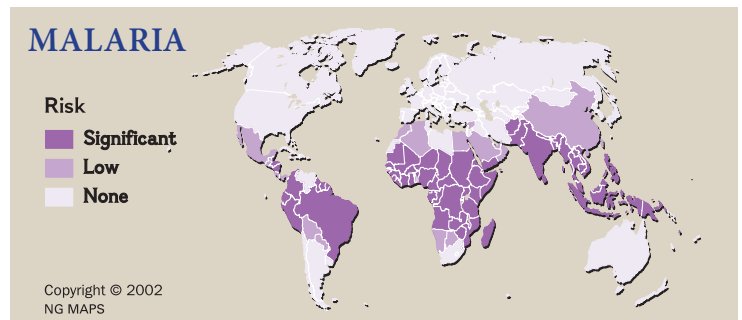 MALARIA
Risk
Significant
Low
None
Copyright © 2002
NG MAPS